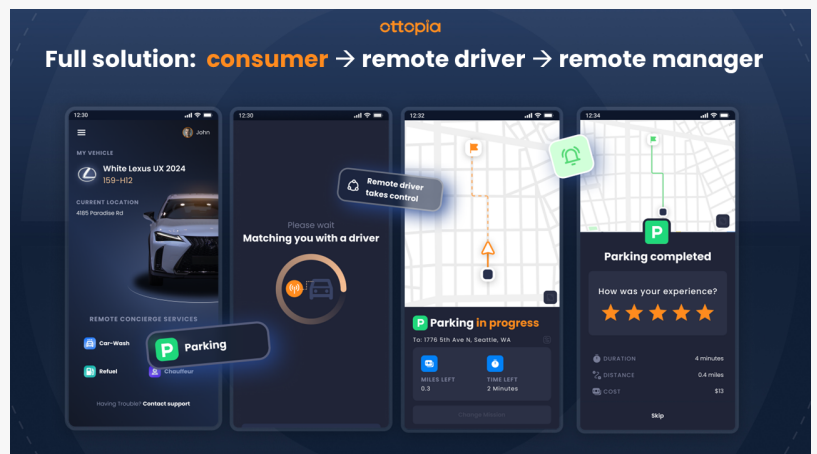 ottopia
Full solution: consumer → remote driver → remote manager
12:30
John
MY VEHICLE
White Lexus UX 2024
159-H12
CURRENT LOCATION
4185 Paradise Rd
REMOTE CONCIERGE SERVICES
Car-Wash
P Parking
Refuel
Chauffeur
Having Trouble? Contact support
12:30
Remote driver
takes control
Please wait
Matching you with a driver
12:32
P Parking in progress
To: 1776 5th Ave N, Seattle, WA
MILES LEFT
0.3
TIME LEFT
2 Minutes
12:34
P
Parking completed
How was your experience?
DURATION 4 minutes
DISTANCE 0.4 miles
COST $13
Skip